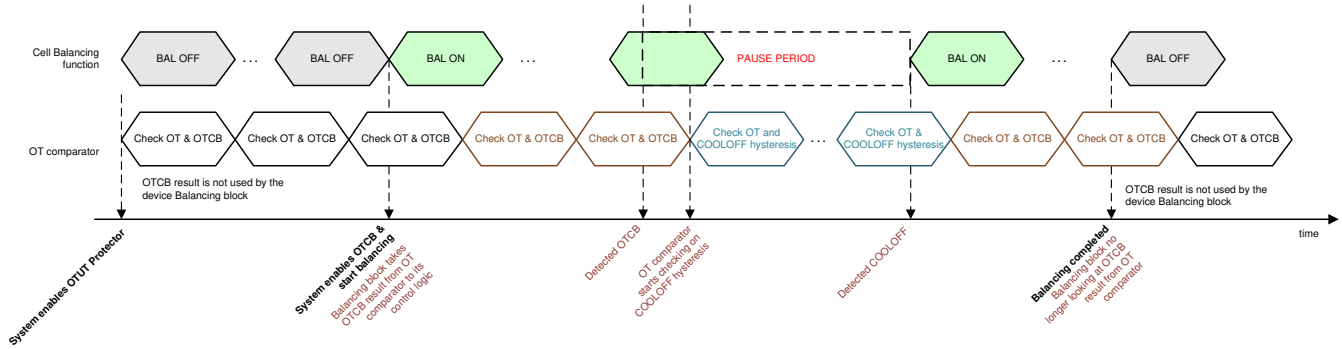 Cell Balancing
function
BAL OFF
...
BAL OFF
BAL ON
...
PAUSE PERIOD
BAL ON
...
BAL OFF
OT comparator
Check OT & OTCB
Check OT & OTCB
Check OT & OTCB
Check OT & OTCB
Check OT & OTCB
Check OT and
COOLOFF hysteresis
...
Check OT &
COOLOFF hysteresis
Check OT & OTCB
Check OT & OTCB
Check OT & OTCB
OTCB result is not used by the
device Balancing block
OTCB result is not used by the
device Balancing block
time
System enables OTUT Protector
System enables OTCB &
start balancing
Balancing block takes
OTCB result from OT
comparator to its
control logic
Detected OTCB
OT comparator
starts checking on
COOLOFF hysteresis
Detected COOLOFF
Balancing completed
Balancing block no
longer looking at OTCB
result from OT
comparator